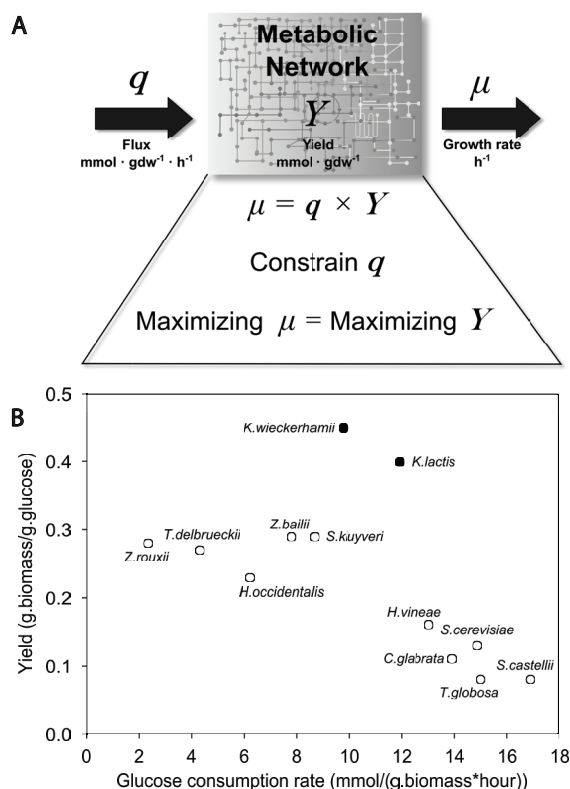 A
Metabolic
Network
q
Y
μ
Flux
mmol · gdw⁻¹ · h⁻¹
Yield
mmol · gdw⁻¹
Growth rate
h⁻¹
μ = q × Y
Constrain q
Maximizing μ = Maximizing Y
B
0.5
0.4
0.3
0.2
0.1
0.0
Yield (g.biomass/g.glucose)
K.wieckerhamii
K.lactis
Z.bailii
T.delbrueckii
S.kuyveri
Z.rouxii
H.occidentalis
H.vineae
S.cerevisiae
C.glabrata
S.castellii
T.globosa
0 2 4 6 8 10 12 14 16 18
Glucose consumption rate (mmol/(g.biomass*hour))